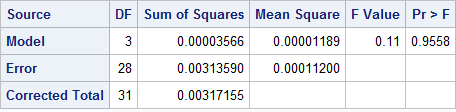 Source DF Sum of Squares Mean Square F Value Pr > F
Model 3 0.00003566 0.00001189 0.11 0.9558
Error 28 0.00313590 0.00011200
Corrected Total 31 0.00317155